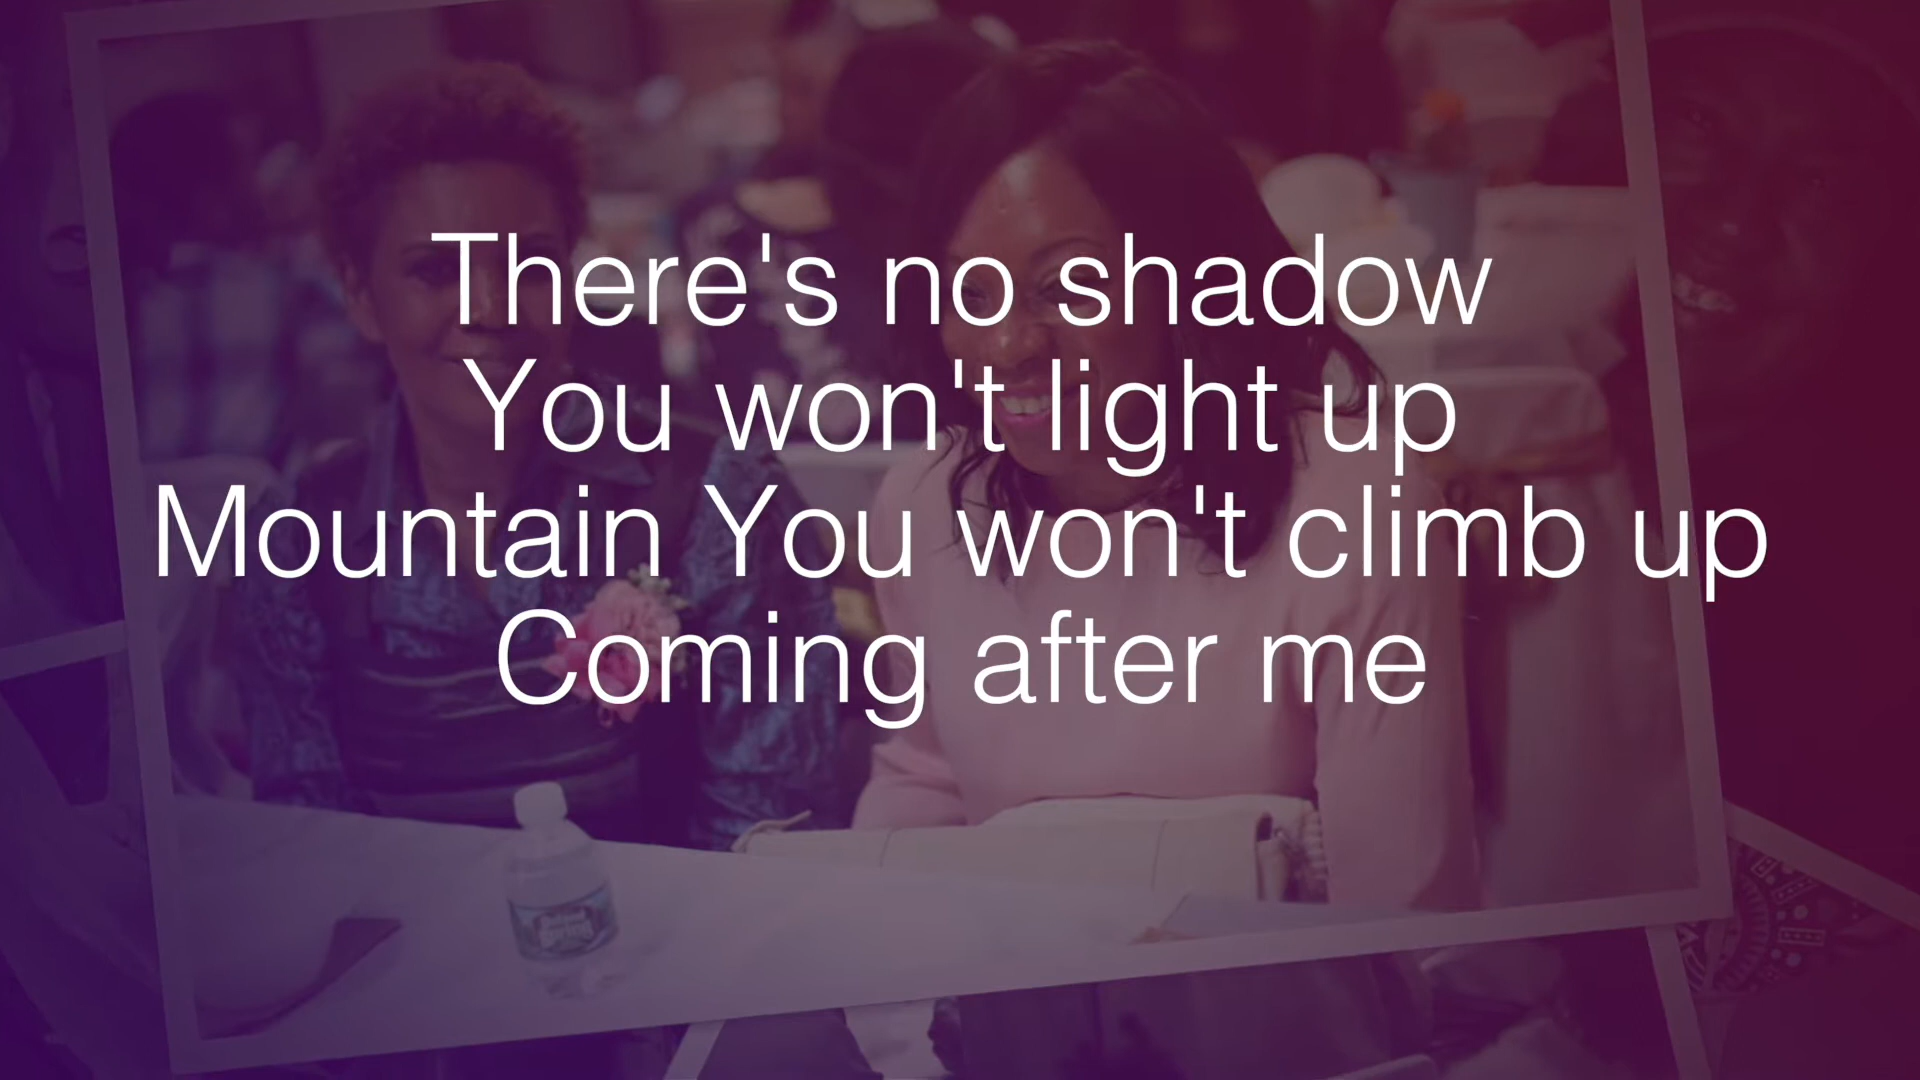 There's no shadow
You won't light up
Mountain You won't climb up
Coming after me